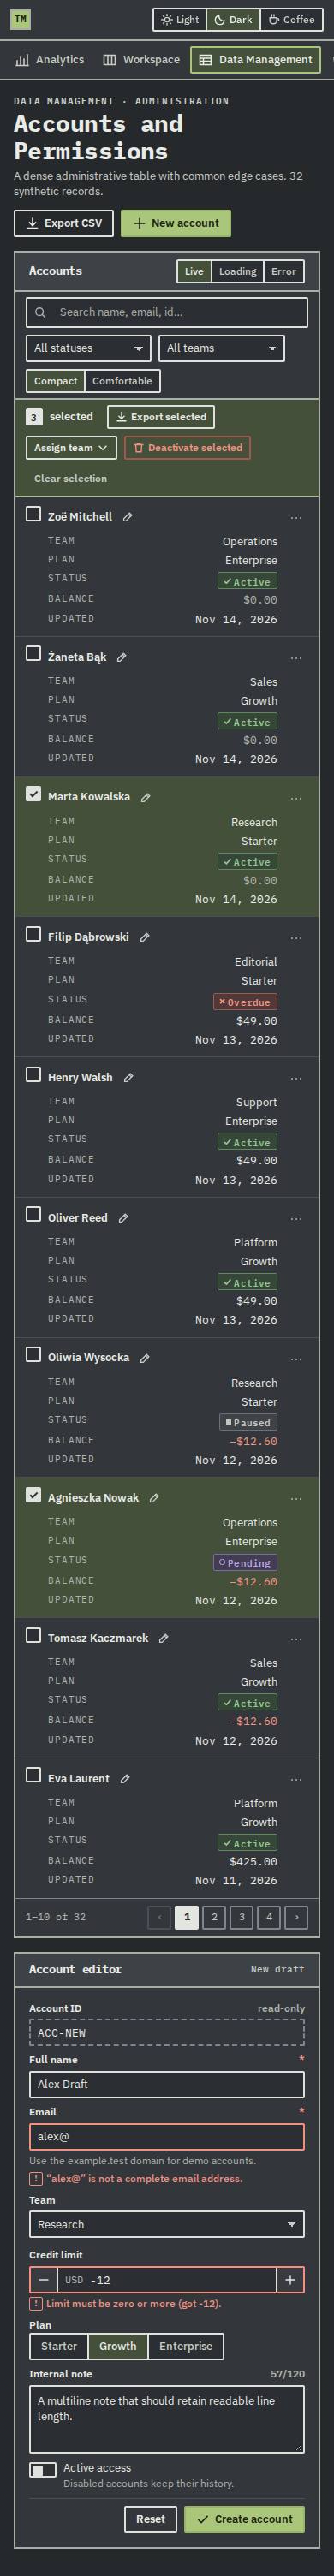 TM
Light Dark Coffee
Analytics Workspace Data Management
DATA MANAGEMENT · ADMINISTRATION
Accounts and
Permissions
A dense administrative table with common edge cases. 32
synthetic records.
Export CSV New account
Accounts Live Loading Error
Search name, email, id…
All statuses All teams
Compact Comfortable
3 selected Export selected
Assign team Deactivate selected
Clear selection
Zoë Mitchell
TEAM Operations
PLAN Enterprise
STATUS Active
BALANCE $0.00
UPDATED Nov 14, 2026
Żaneta Bąk
TEAM Sales
PLAN Growth
STATUS Active
BALANCE $0.00
UPDATED Nov 14, 2026
Marta Kowalska
TEAM Research
PLAN Starter
STATUS Active
BALANCE $0.00
UPDATED Nov 14, 2026
Filip Dąbrowski
TEAM Editorial
PLAN Starter
STATUS Overdue
BALANCE $49.00
UPDATED Nov 13, 2026
Henry Walsh
TEAM Support
PLAN Enterprise
STATUS Active
BALANCE $49.00
UPDATED Nov 13, 2026
Oliver Reed
TEAM Platform
PLAN Growth
STATUS Active
BALANCE $49.00
UPDATED Nov 13, 2026
Oliwia Wysocka
TEAM Research
PLAN Starter
STATUS Paused
BALANCE −$12.60
UPDATED Nov 12, 2026
Agnieszka Nowak
TEAM Operations
PLAN Enterprise
STATUS Pending
BALANCE −$12.60
UPDATED Nov 12, 2026
Tomasz Kaczmarek
TEAM Sales
PLAN Growth
STATUS Active
BALANCE −$12.60
UPDATED Nov 12, 2026
Eva Laurent
TEAM Platform
PLAN Growth
STATUS Active
BALANCE $425.00
UPDATED Nov 11, 2026
1–10 of 32 ‹ 1 2 3 4 ›
Account editor New draft
Account ID read-only
ACC-NEW
Full name *
Alex Draft
Email *
alex@
Use the example.test domain for demo accounts.
! “alex@” is not a complete email address.
Team
Research
Credit limit
− USD -12 +
! Limit must be zero or more (got -12).
Plan
Starter Growth Enterprise
Internal note 57/120
A multiline note that should retain readable line
length.
Active access
Disabled accounts keep their history.
Reset Create account